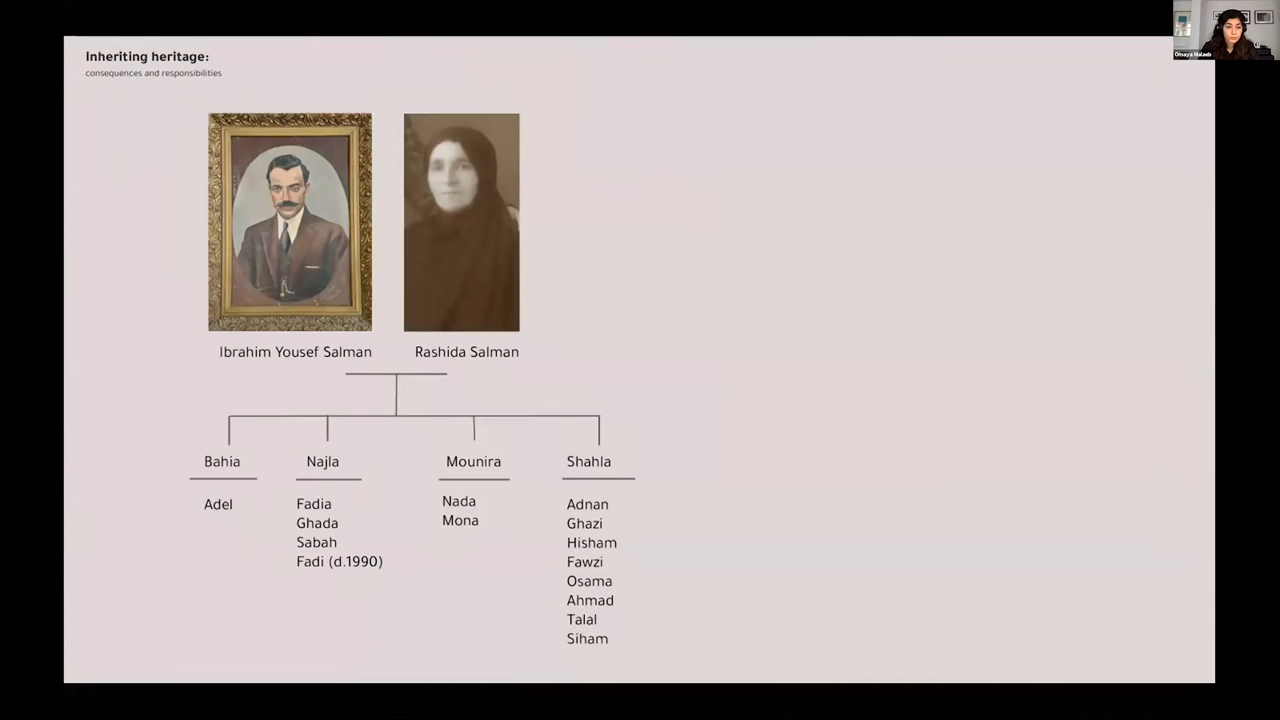 Inheriting heritage:
consequences and responsibilities
Ibrahim Yousef Salman
Rashida Salman
Bahia
Najla
Mounira
Shahla
Adel
Fadia
Ghada
Sabah
Fadi (d.1990)
Nada
Mona
Adnan
Ghazi
Hisham
Fawzi
Osama
Ahmad
Talal
Siham